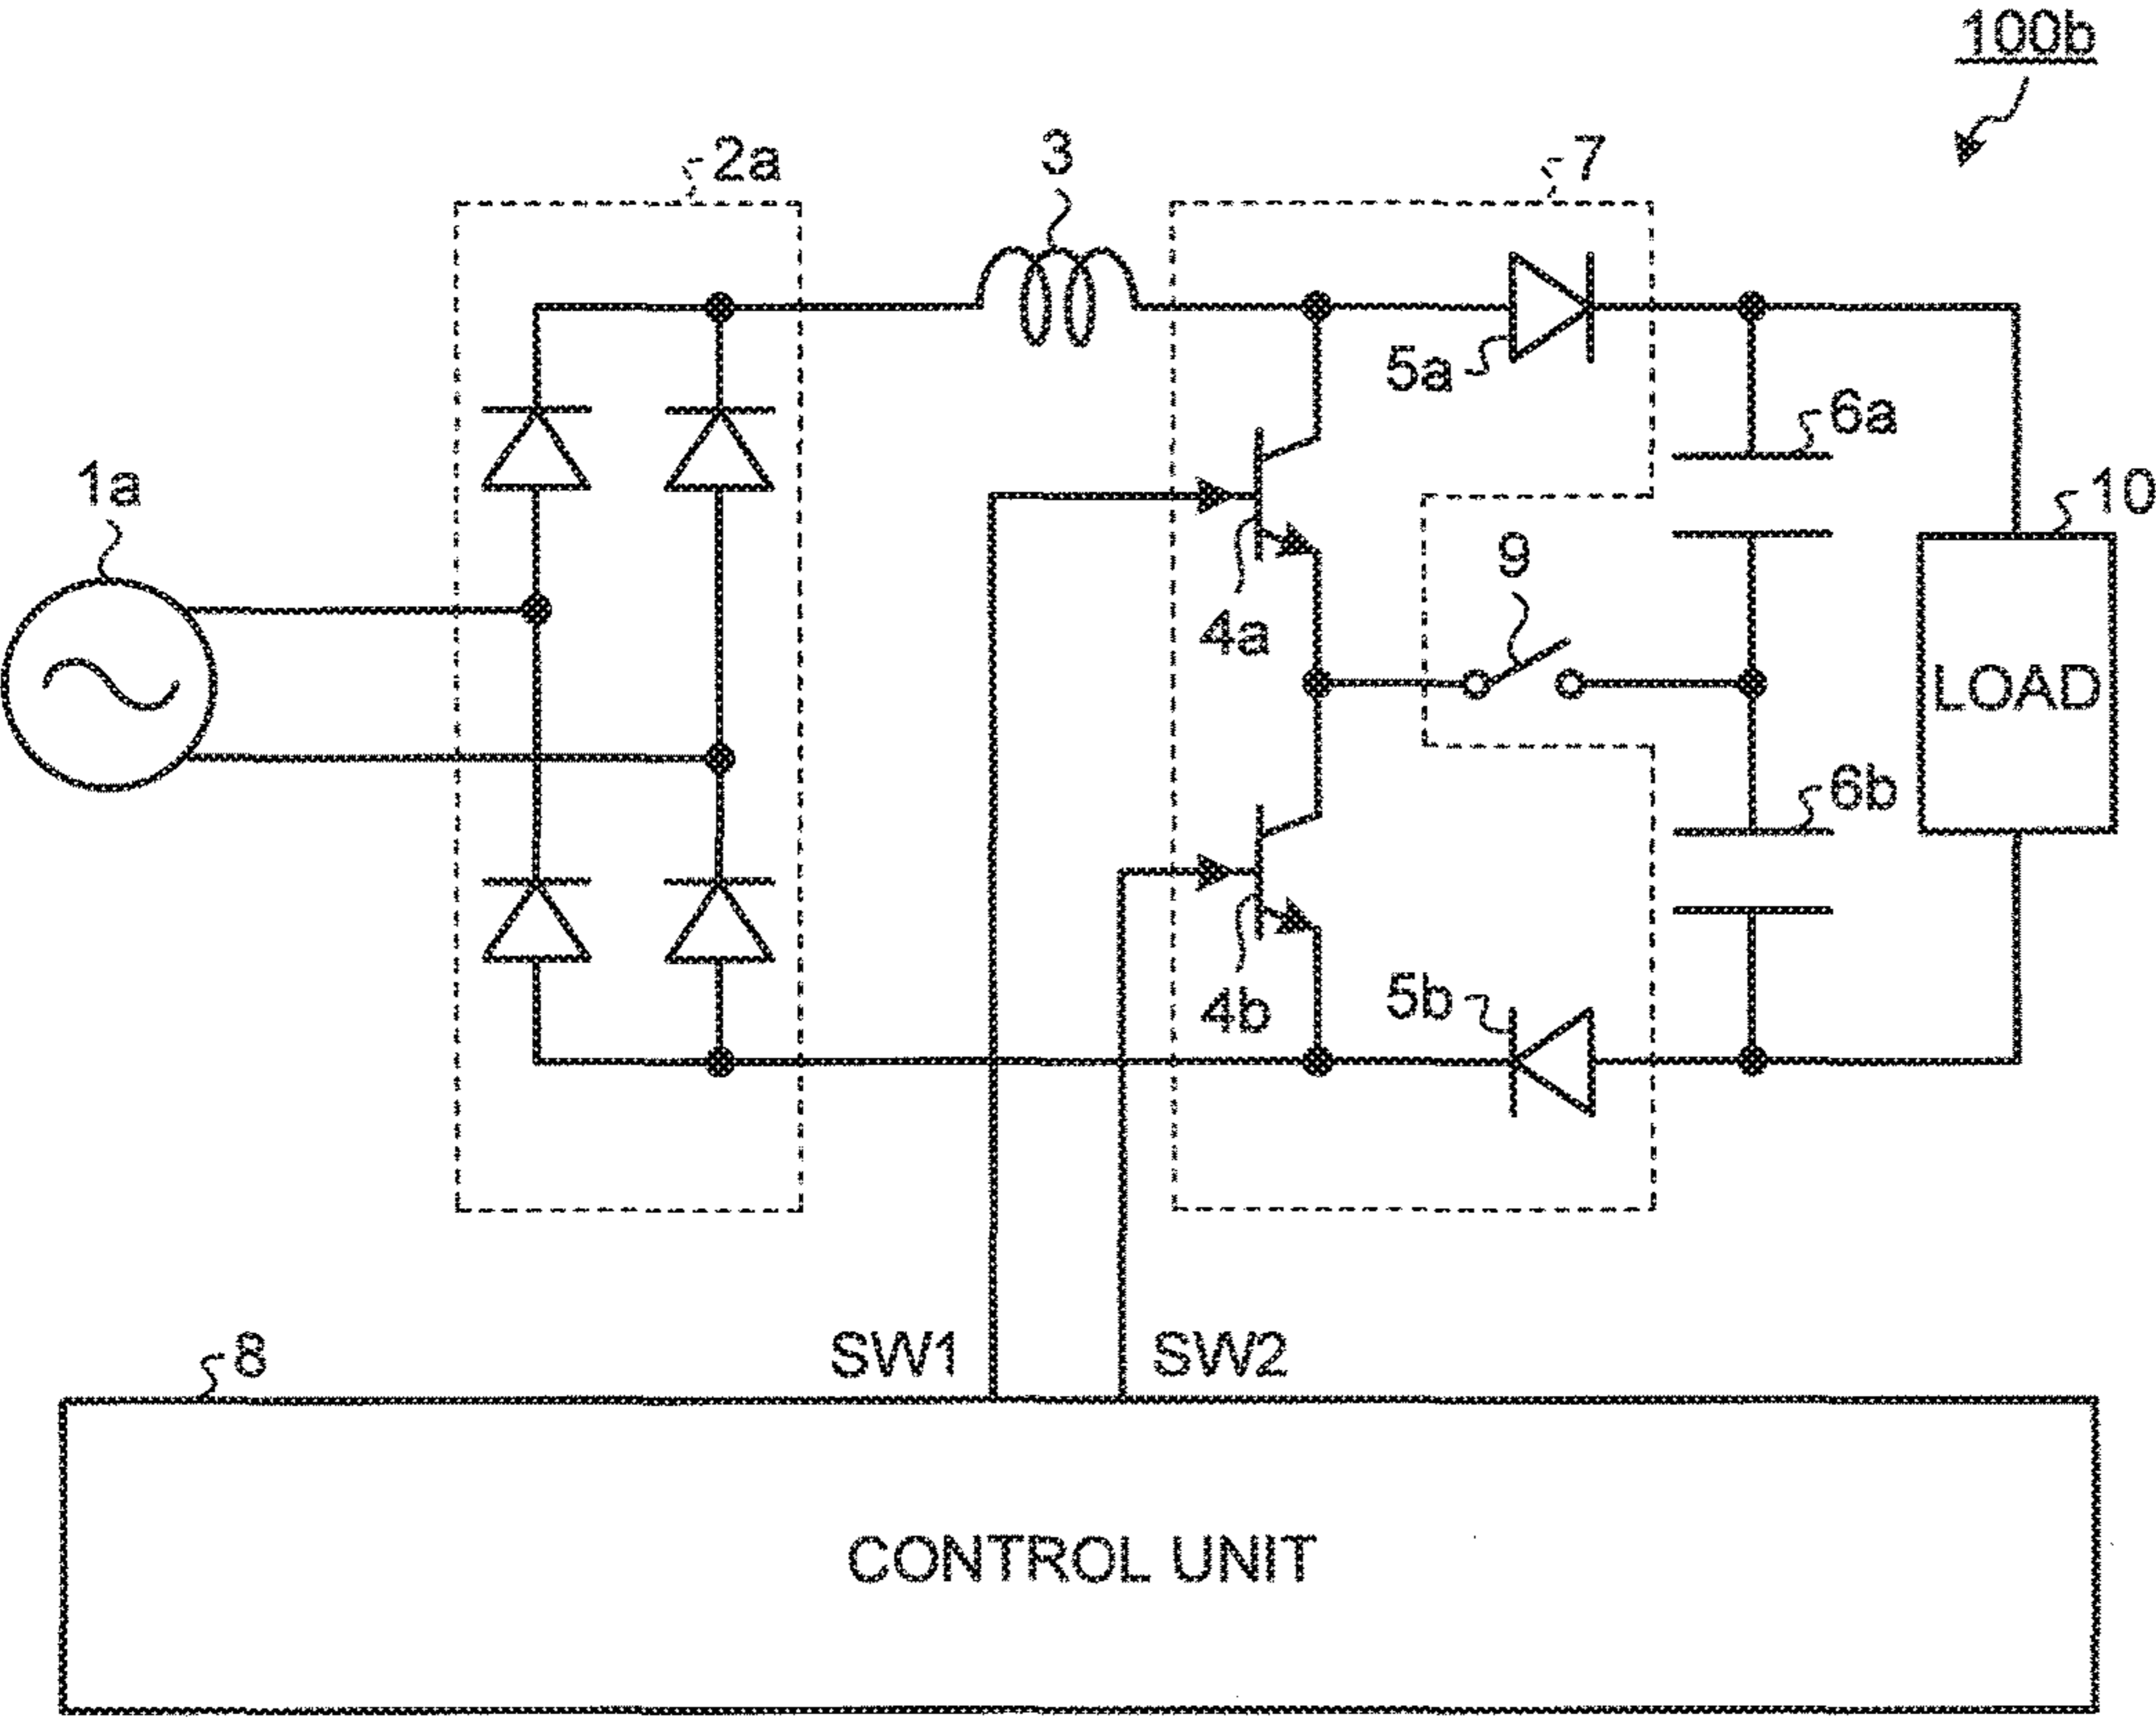 100b
2a
3
7
5a
6a
1a
10
9
4a
LOAD
6b
5b
4b
SW1
SW2
8
CONTROL UNIT